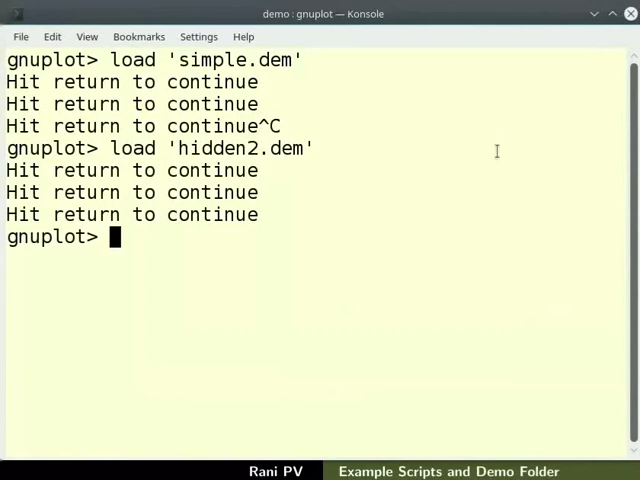 demo : gnuplot — Konsole
File Edit View Bookmarks Settings Help
gnuplot> load 'simple.dem'
Hit return to continue
Hit return to continue
Hit return to continue^C
gnuplot> load 'hidden2.dem'
Hit return to continue
Hit return to continue
Hit return to continue
gnuplot>
Rani PV Example Scripts and Demo Folder